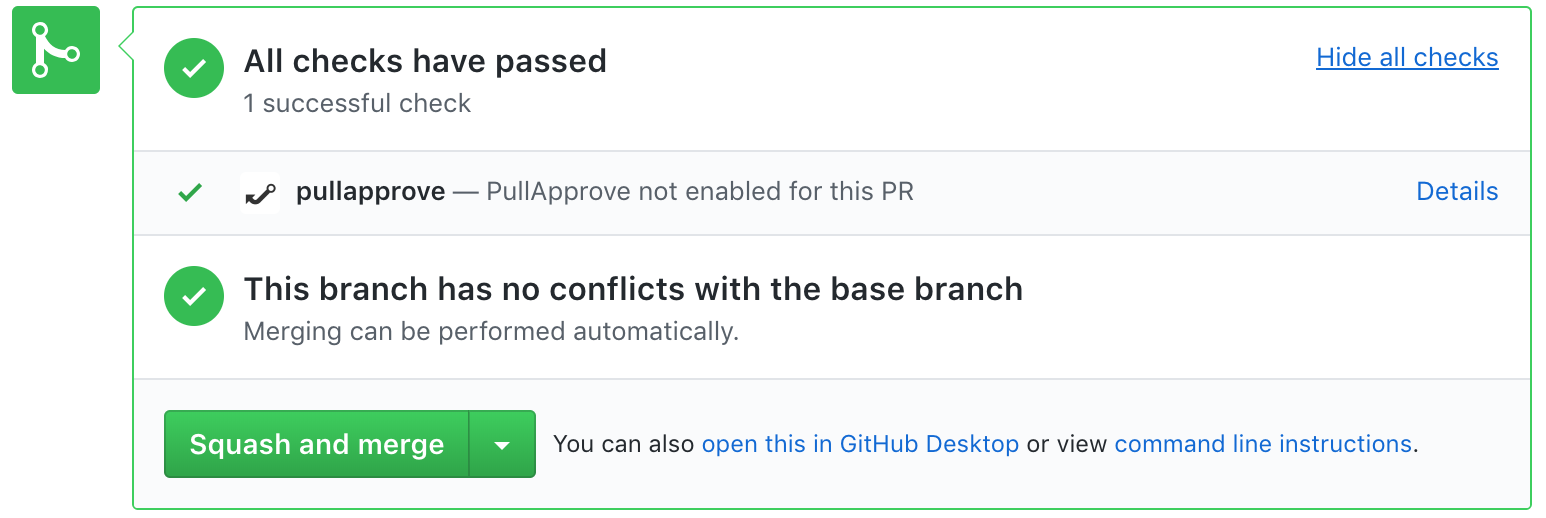 All checks have passed
Hide all checks
1 successful check
pullapprove — PullApprove not enabled for this PR
Details
This branch has no conflicts with the base branch
Merging can be performed automatically.
Squash and merge
You can also open this in GitHub Desktop or view command line instructions.